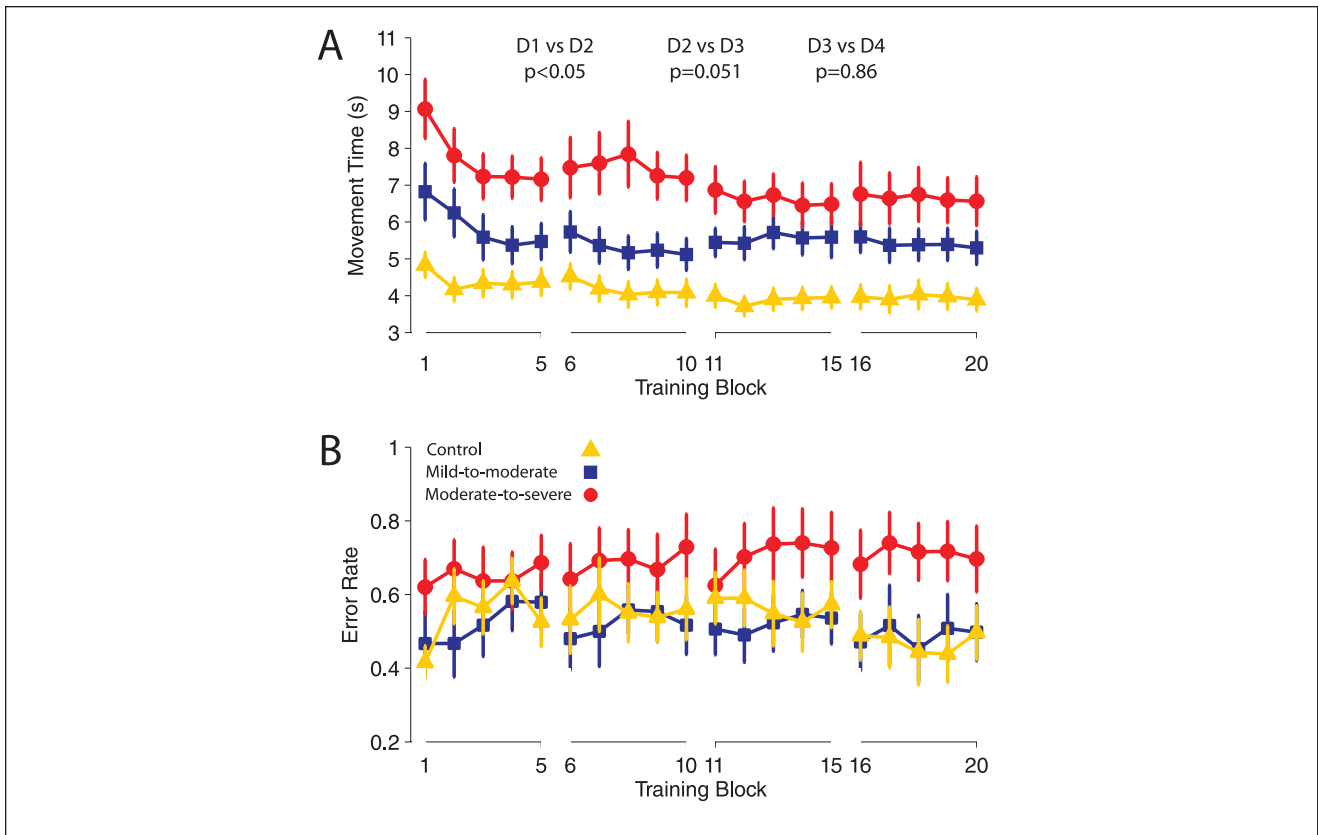 A
D1 vs D2 D2 vs D3 D3 vs D4
p<0.05 p=0.051 p=0.86
11
10
9
8
7
6
5
4
3
Movement Time (s)
1 5 6 10 11 15 16 20
Training Block
B
Control
Mild-to-moderate
Moderate-to-severe
1
0.8
0.6
0.4
0.2
Error Rate
1 5 6 10 11 15 16 20
Training Block